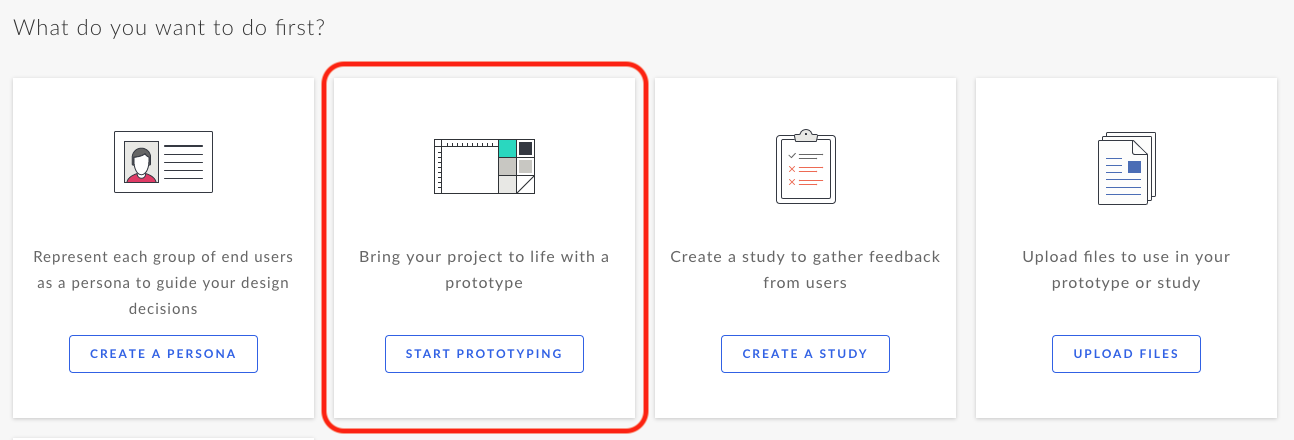 What do you want to do first?
Represent each group of end users
as a persona to guide your design
decisions
CREATE A PERSONA
Bring your project to life with a
prototype
START PROTOTYPING
Create a study to gather feedback
from users
CREATE A STUDY
Upload files to use in your
prototype or study
UPLOAD FILES